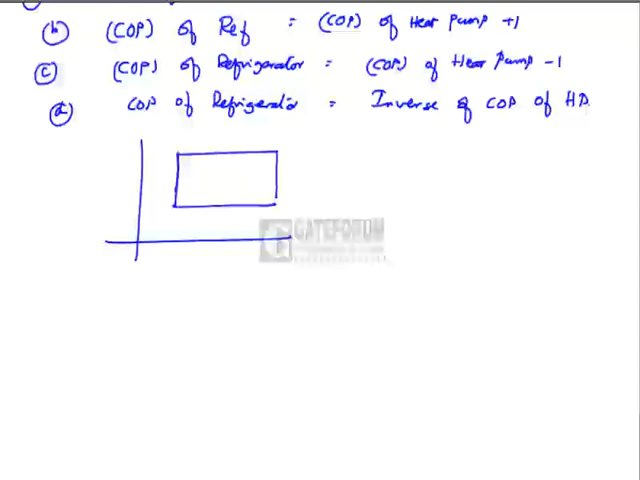 (b) (COP) of Ref = (COP) of Heat Pump +1
(c) (COP) of Refrigerator = (COP) of Heat Pump -1
(d) COP of Refrigerator = Inverse of COP of HP
GATEFORUM